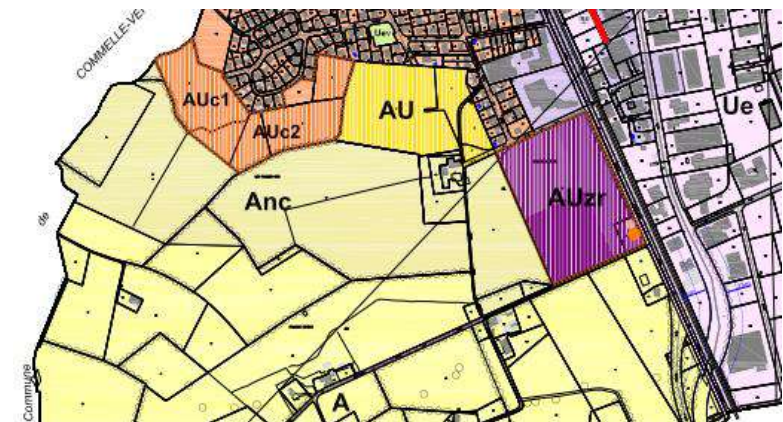 COMMELLE-VE
Uev
AUc1
AU
Ue
AUc2
Anc
AUzr
de
Commune
A